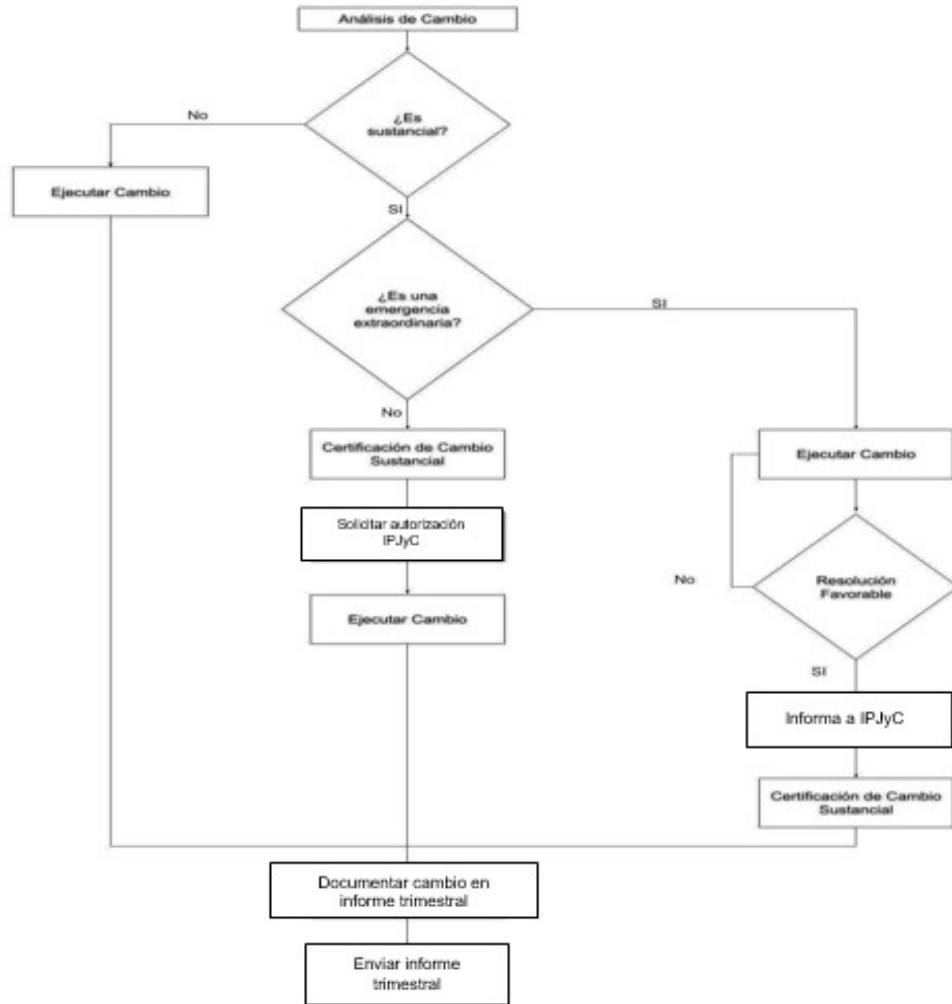 Análisis de Cambio
¿Es
sustancial?
No
Ejecutar Cambio
SI
¿Es una
emergencia
extraordinaria?
SI
No
Certificación de Cambio
Sustancial
Ejecutar Cambio
Solicitar autorización
IPJyC
Resolución
Favorable
No
Ejecutar Cambio
SI
Informa a IPJyC
Certificación de Cambio
Sustancial
Documentar cambio en
informe trimestral
Enviar informe
trimestral